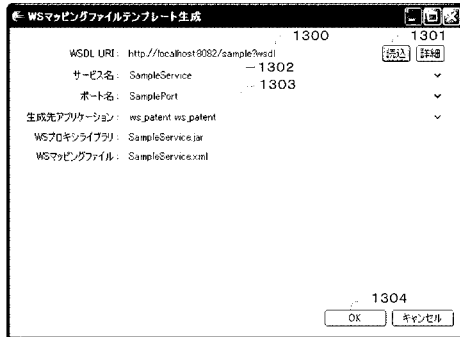 WSマッピングファイルテンプレート生成
1300 1301
WSDL URI: http://localhost:8082/sample?wsdl 読込 詳細
サービス名: SampleService 1302
ポート名: SamplePort 1303
生成先アプリケーション: ws_patent ws_patent
WSプロキシライブラリ: SampleService.jar
WSマッピングファイル: SampleService.xml
1304
OK キャンセル